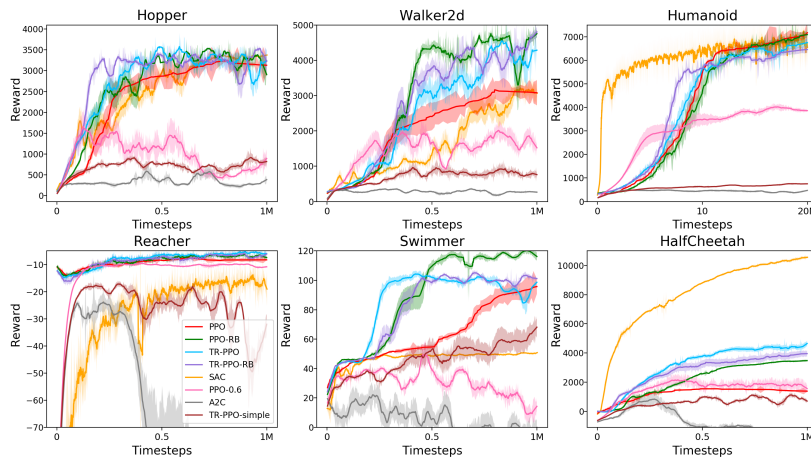 Hopper
4000
3500
3000
2500
2000
1500
1000
500
0
Reward
0
0.5
1M
Timesteps
Walker2d
5000
4000
3000
2000
1000
0
Reward
0
0.5
1M
Timesteps
Humanoid
7000
6000
5000
4000
3000
2000
1000
0
Reward
0
10
20M
Timesteps
Reacher
−10
−20
−30
−40
−50
−60
−70
Reward
0
0.5
1M
Timesteps
PPO
PPO-RB
TR-PPO
TR-PPO-RB
SAC
PPO-0.6
A2C
TR-PPO-simple
Swimmer
120
100
80
60
40
20
0
Reward
0
0.5
1M
Timesteps
HalfCheetah
10000
8000
6000
4000
2000
0
Reward
0
0.5
1M
Timesteps